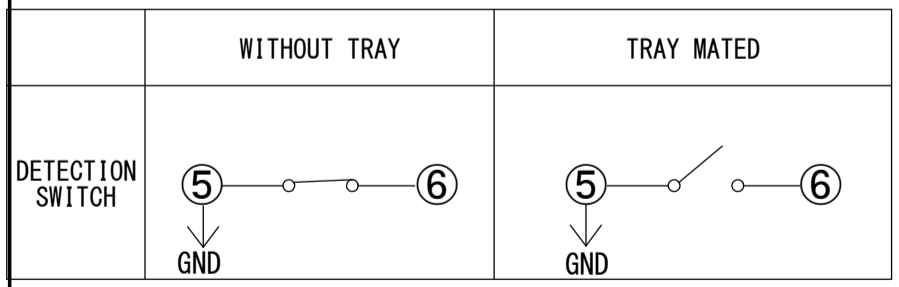 WITHOUT TRAY
TRAY MATED
DETECTION
SWITCH
5
6
GND
5
6
GND